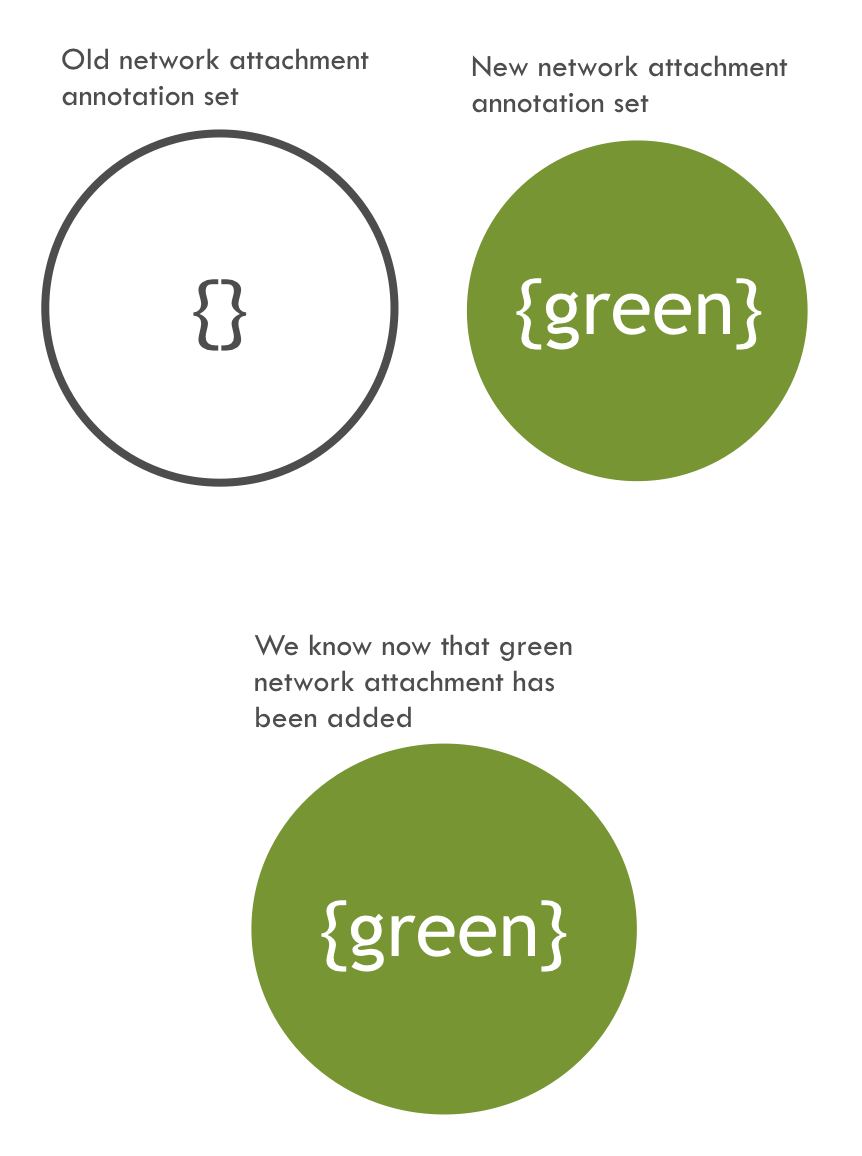 Old network attachment
annotation set
New network attachment
annotation set
{}
{green}
We know now that green
network attachment has
been added
{green}